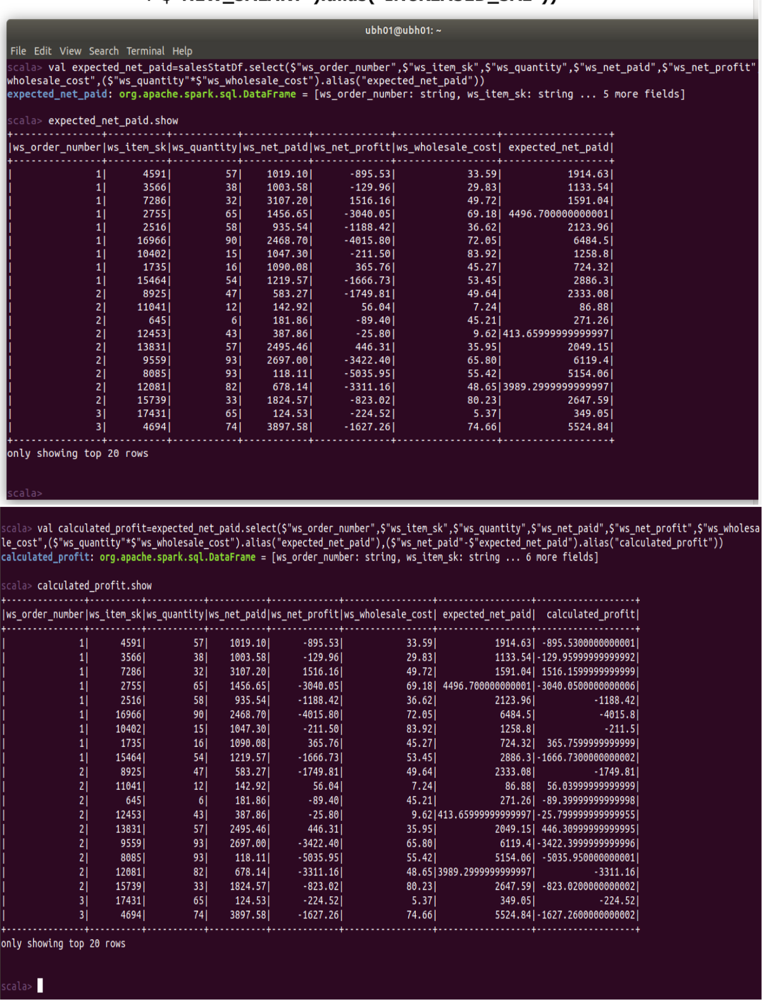 ubh01@ubh01: ~
File Edit View Search Terminal Help
scala> val expected_net_paid=salesStatDf.select($"ws_order_number",$"ws_item_sk",$"ws_quantity",$"ws_net_paid",$"ws_net_profit"
wholesale_cost",($"ws_quantity"*$"ws_wholesale_cost").alias("expected_net_paid"))
expected_net_paid: org.apache.spark.sql.DataFrame = [ws_order_number: string, ws_item_sk: string ... 5 more fields]
scala> expected_net_paid.show
+---------------+----------+-----------+-----------+-------------+-----------------+------------------+
|ws_order_number|ws_item_sk|ws_quantity|ws_net_paid|ws_net_profit|ws_wholesale_cost| expected_net_paid|
+---------------+----------+-----------+-----------+-------------+-----------------+------------------+
| 1| 4591| 57| 1019.10| -895.53| 33.59| 1914.63|
| 1| 3566| 38| 1003.58| -129.96| 29.83| 1133.54|
| 1| 7286| 32| 3107.20| 1516.16| 49.72| 1591.04|
| 1| 2755| 65| 1456.65| -3040.05| 69.18| 4496.700000000001|
| 1| 2516| 58| 935.54| -1188.42| 36.62| 2123.96|
| 1| 16966| 90| 2468.70| -4015.80| 72.05| 6484.5|
| 1| 10402| 15| 1047.30| -211.50| 83.92| 1258.8|
| 1| 1735| 16| 1090.08| 365.76| 45.27| 724.32|
| 1| 15464| 54| 1219.57| -1666.73| 53.45| 2886.3|
| 2| 8925| 47| 583.27| -1749.81| 49.64| 2333.08|
| 2| 11041| 12| 142.92| 56.04| 7.24| 86.88|
| 2| 645| 6| 181.86| -89.40| 45.21| 271.26|
| 2| 12453| 43| 387.86| -25.80| 9.62|413.65999999999997|
| 2| 13831| 57| 2495.46| 446.31| 35.95| 2049.15|
| 2| 9559| 93| 2697.00| -3422.40| 65.80| 6119.4|
| 2| 8085| 93| 118.11| -5035.95| 55.42| 5154.06|
| 2| 12081| 82| 678.14| -3311.16| 48.65|3989.2999999999997|
| 2| 15739| 33| 1824.57| -823.02| 80.23| 2647.59|
| 3| 17431| 65| 124.53| -224.52| 5.37| 349.05|
| 3| 4694| 74| 3897.58| -1627.26| 74.66| 5524.84|
+---------------+----------+-----------+-----------+-------------+-----------------+------------------+
only showing top 20 rows
scala>
scala> val calculated_profit=expected_net_paid.select($"ws_order_number",$"ws_item_sk",$"ws_quantity",$"ws_net_paid",$"ws_net_profit",$"ws_wholesa
le_cost",($"ws_quantity"*$"ws_wholesale_cost").alias("expected_net_paid"),($"ws_net_paid"-$"expected_net_paid").alias("calculated_profit"))
calculated_profit: org.apache.spark.sql.DataFrame = [ws_order_number: string, ws_item_sk: string ... 6 more fields]
scala> calculated_profit.show
+---------------+----------+-----------+-----------+-------------+-----------------+------------------+-------------------+
|ws_order_number|ws_item_sk|ws_quantity|ws_net_paid|ws_net_profit|ws_wholesale_cost| expected_net_paid| calculated_profit|
+---------------+----------+-----------+-----------+-------------+-----------------+------------------+-------------------+
| 1| 4591| 57| 1019.10| -895.53| 33.59| 1914.63| -895.5300000000001|
| 1| 3566| 38| 1003.58| -129.96| 29.83| 1133.54|-129.95999999999992|
| 1| 7286| 32| 3107.20| 1516.16| 49.72| 1591.04| 1516.1599999999999|
| 1| 2755| 65| 1456.65| -3040.05| 69.18| 4496.700000000001|-3040.0500000000006|
| 1| 2516| 58| 935.54| -1188.42| 36.62| 2123.96| -1188.42|
| 1| 16966| 90| 2468.70| -4015.80| 72.05| 6484.5| -4015.8|
| 1| 10402| 15| 1047.30| -211.50| 83.92| 1258.8| -211.5|
| 1| 1735| 16| 1090.08| 365.76| 45.27| 724.32| 365.7599999999999|
| 1| 15464| 54| 1219.57| -1666.73| 53.45| 2886.3|-1666.7300000000002|
| 2| 8925| 47| 583.27| -1749.81| 49.64| 2333.08| -1749.81|
| 2| 11041| 12| 142.92| 56.04| 7.24| 86.88| 56.03999999999999|
| 2| 645| 6| 181.86| -89.40| 45.21| 271.26| -89.39999999999998|
| 2| 12453| 43| 387.86| -25.80| 9.62|413.65999999999997|-25.799999999999955|
| 2| 13831| 57| 2495.46| 446.31| 35.95| 2049.15| 446.30999999999995|
| 2| 9559| 93| 2697.00| -3422.40| 65.80| 6119.4|-3422.3999999999996|
| 2| 8085| 93| 118.11| -5035.95| 55.42| 5154.06| -5035.950000000001|
| 2| 12081| 82| 678.14| -3311.16| 48.65|3989.2999999999997| -3311.16|
| 2| 15739| 33| 1824.57| -823.02| 80.23| 2647.59| -823.0200000000002|
| 3| 17431| 65| 124.53| -224.52| 5.37| 349.05| -224.52|
| 3| 4694| 74| 3897.58| -1627.26| 74.66| 5524.84|-1627.2600000000002|
+---------------+----------+-----------+-----------+-------------+-----------------+------------------+-------------------+
only showing top 20 rows
scala>